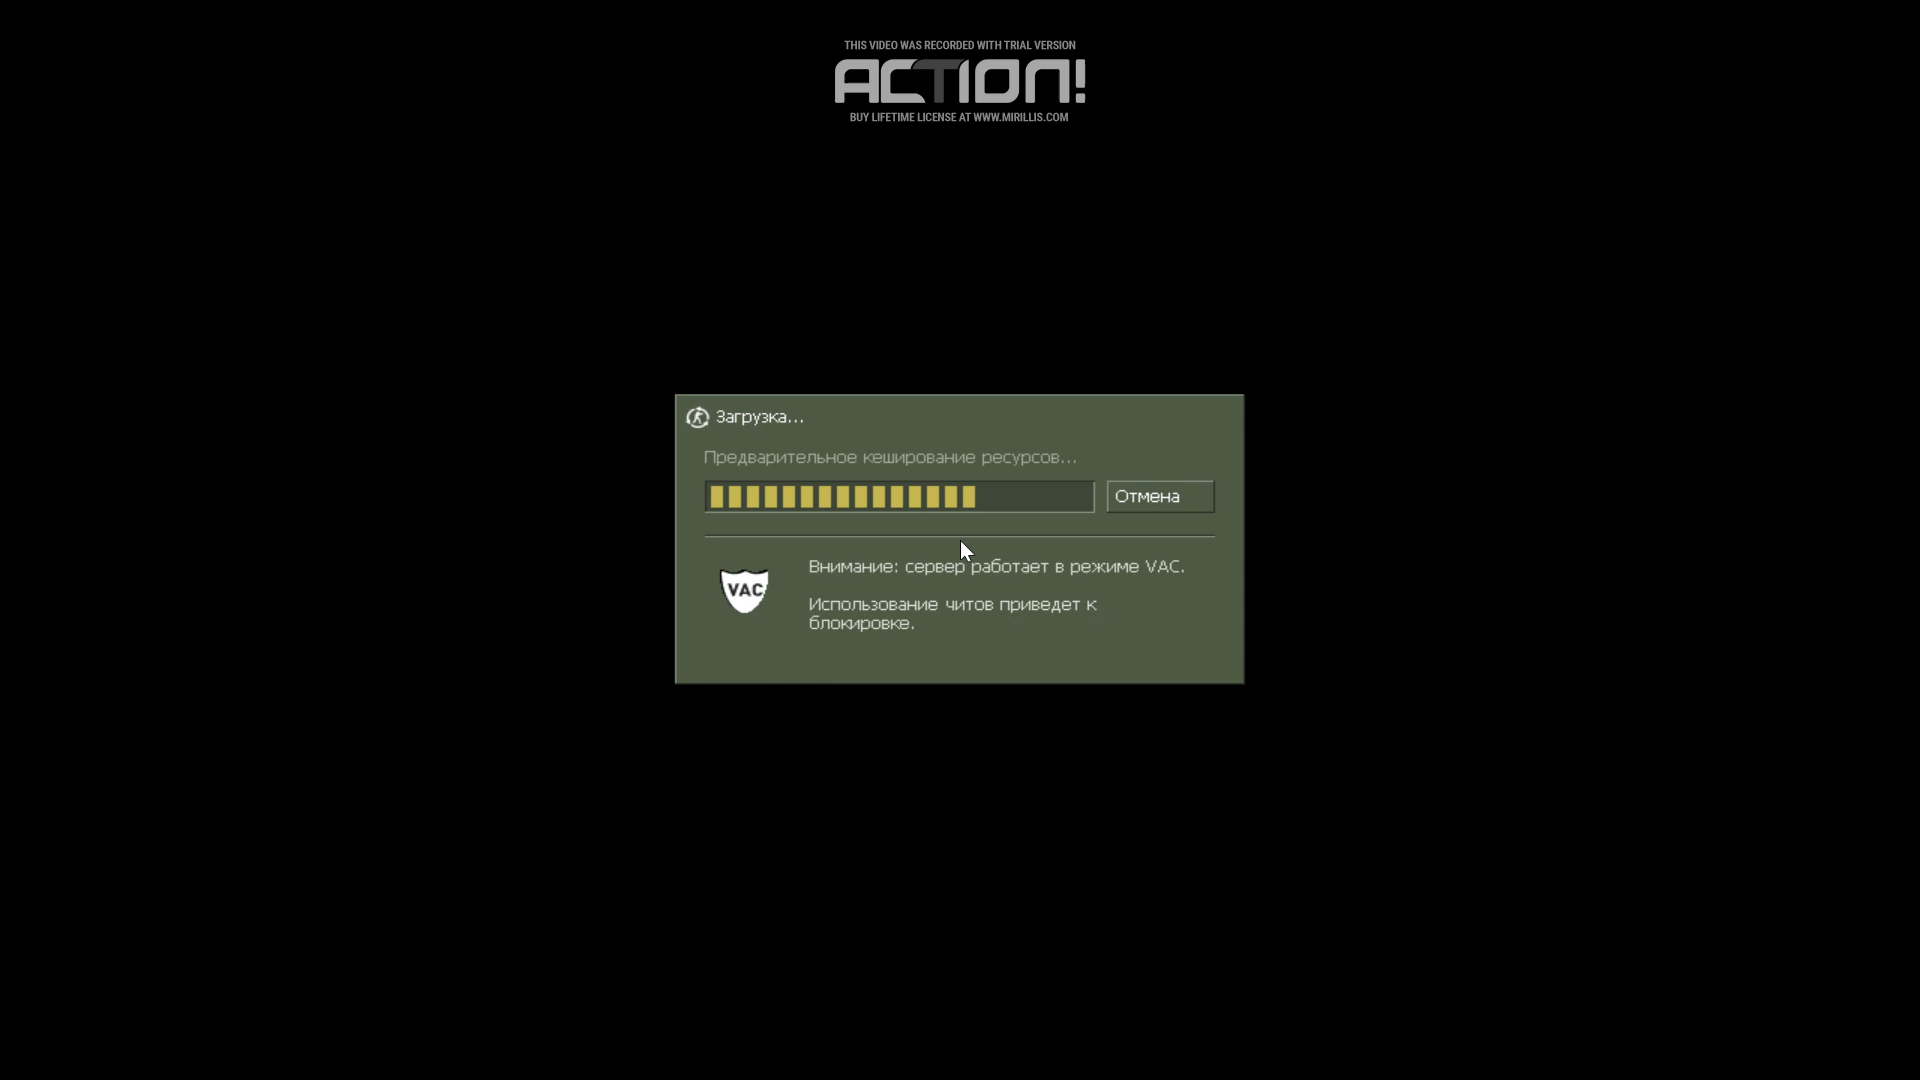 THIS VIDEO WAS RECORDED WITH TRIAL VERSION
ACTION!
BUY LIFETIME LICENSE AT WWW.MIRILLIS.COM
Загрузка...
Предварительное кеширование ресурсов...
Отмена
Внимание: сервер работает в режиме VAC.
VAC
Использование читов приведет к
блокировке.